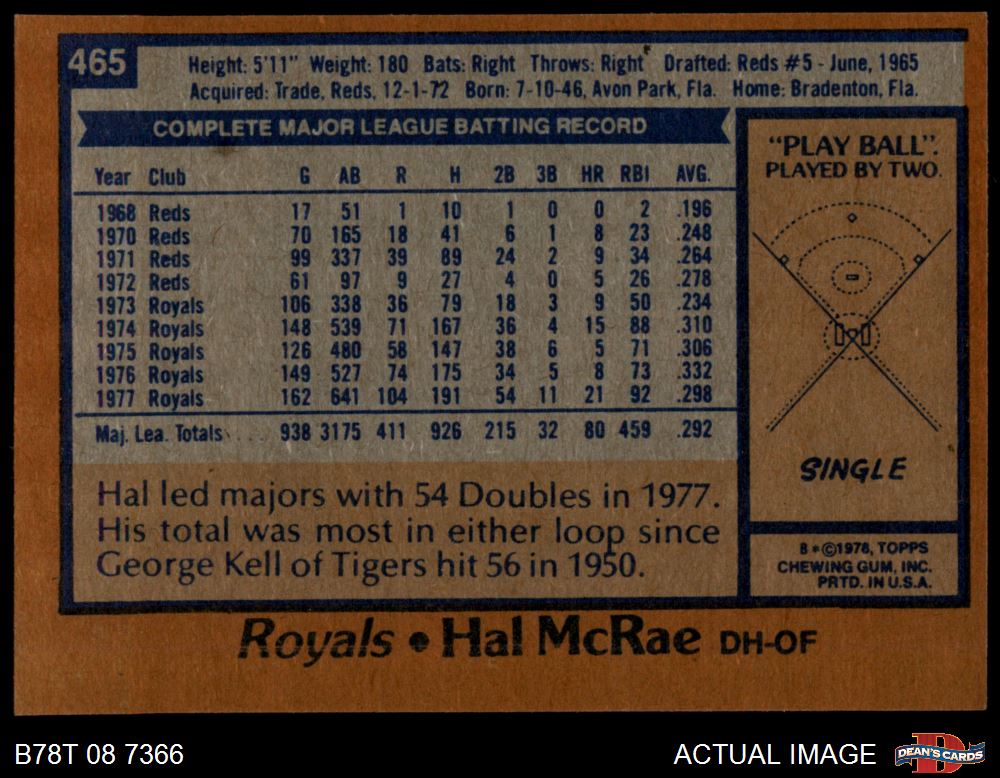 465
Height: 5'11" Weight: 180 Bats: Right Throws: Right Drafted: Reds #5 - June, 1965
Acquired: Trade, Reds, 12-1-72 Born: 7-10-46, Avon Park, Fla. Home: Bradenton, Fla.
COMPLETE MAJOR LEAGUE BATTING RECORD
Year Club G AB R H 2B 3B HR RBI AVG.
1968 Reds 17 51 1 10 1 0 0 2 .196
1970 Reds 70 165 18 41 6 1 8 23 .248
1971 Reds 99 337 39 89 24 2 9 34 .264
1972 Reds 61 97 9 27 4 0 5 26 .278
1973 Royals 106 338 36 79 18 3 9 50 .234
1974 Royals 148 539 71 167 36 4 15 88 .310
1975 Royals 126 480 58 147 38 6 5 71 .306
1976 Royals 149 527 74 175 34 5 8 73 .332
1977 Royals 162 641 104 191 54 11 21 92 .298
Maj. Lea. Totals .... 938 3175 411 926 215 32 80 459 .292
Hal led majors with 54 Doubles in 1977.
His total was most in either loop since
George Kell of Tigers hit 56 in 1950.
"PLAY BALL".
PLAYED BY TWO.
SINGLE
B * ©1978, TOPPS
CHEWING GUM, INC.
PRTD. IN U.S.A.
Royals • Hal McRae DH-OF
B78T 08 7366
ACTUAL IMAGE
D
DEAN'S CARDS